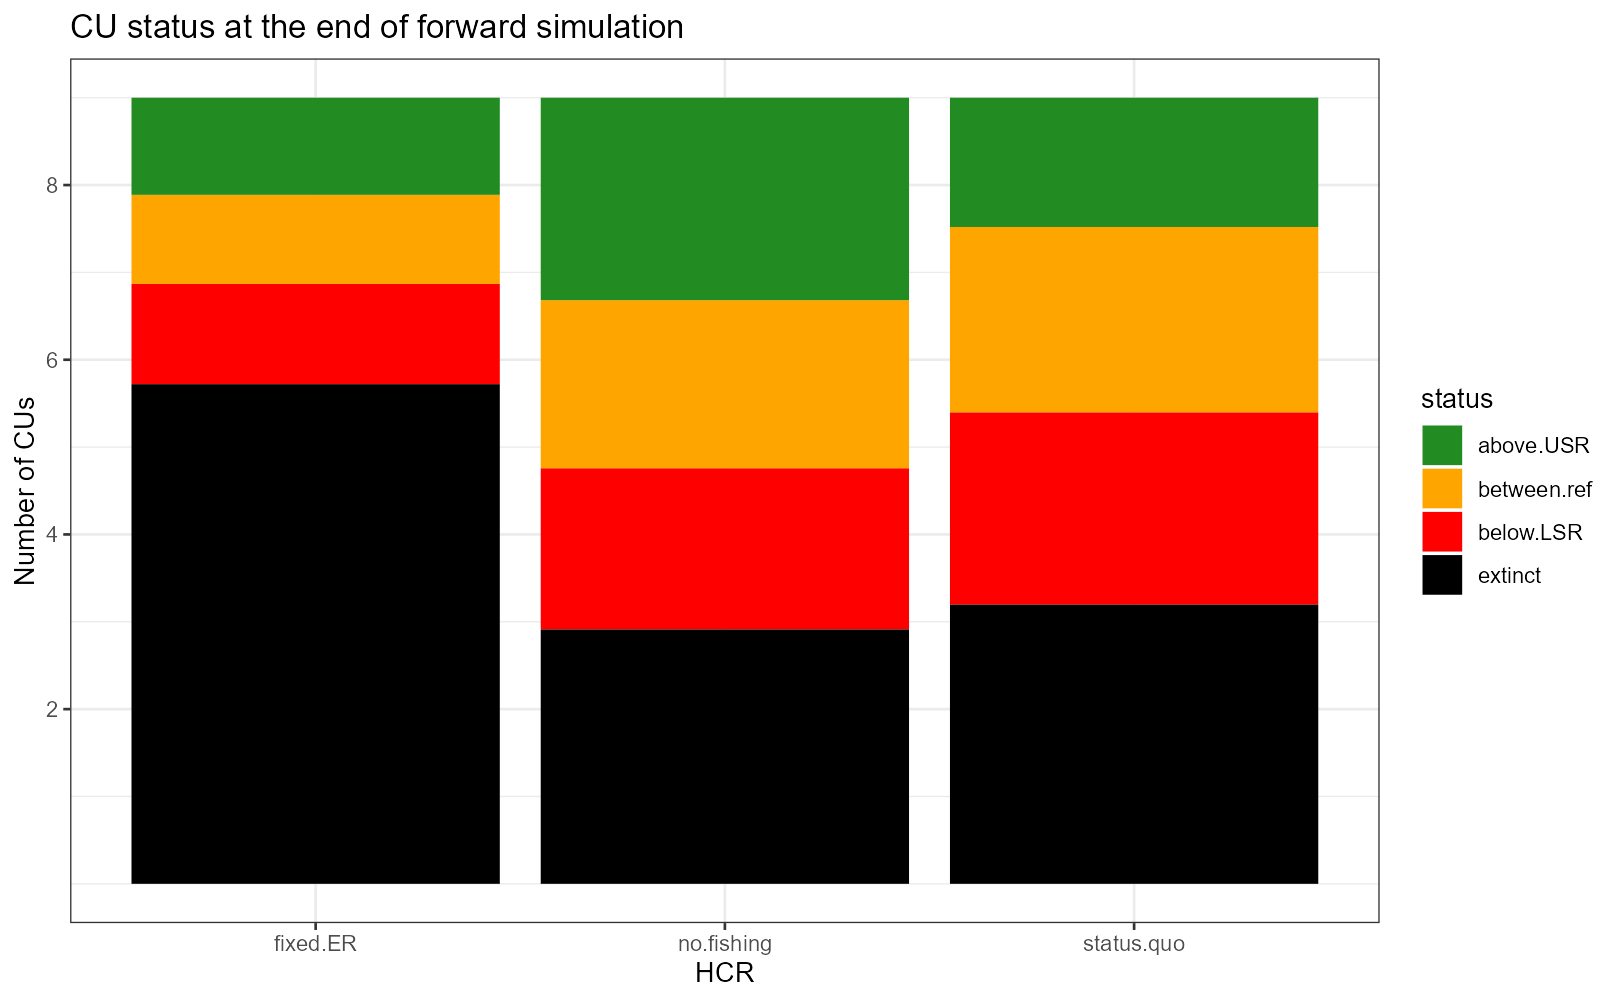 CU status at the end of forward simulation
Number of CUs
8
6
4
2
fixed.ER
no.fishing
status.quo
HCR
status
above.USR
between.ref
below.LSR
extinct